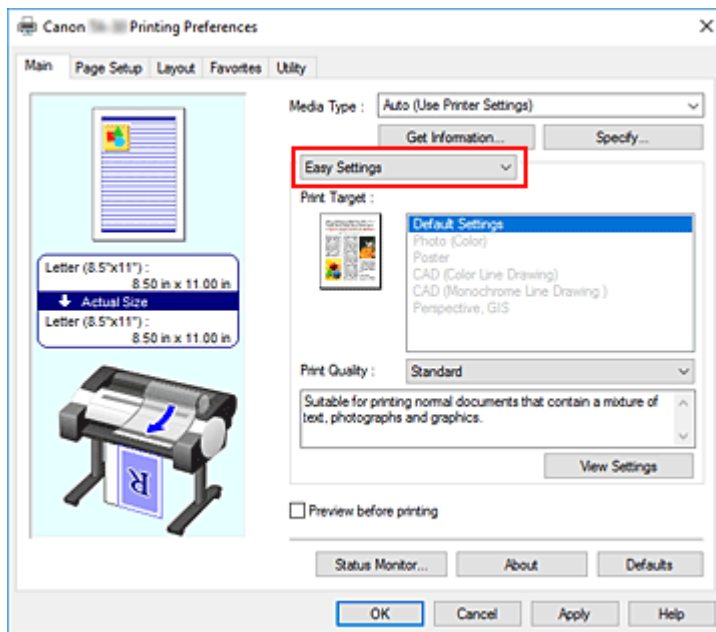 Canon Printing Preferences
Main Page Setup Layout Favorites Utility
Media Type : Auto (Use Printer Settings)
Get Information... Specify...
Easy Settings
Print Target :
Default Settings
Photo (Color)
Poster
CAD (Color Line Drawing)
CAD (Monochrome Line Drawing )
Perspective, GIS
Letter (8.5"x11") :
8.50 in x 11.00 in
Actual Size
Letter (8.5"x11") :
8.50 in x 11.00 in
Print Quality : Standard
Suitable for printing normal documents that contain a mixture of
text, photographs and graphics.
View Settings
R
Preview before printing
Status Monitor... About Defaults
OK Cancel Apply Help